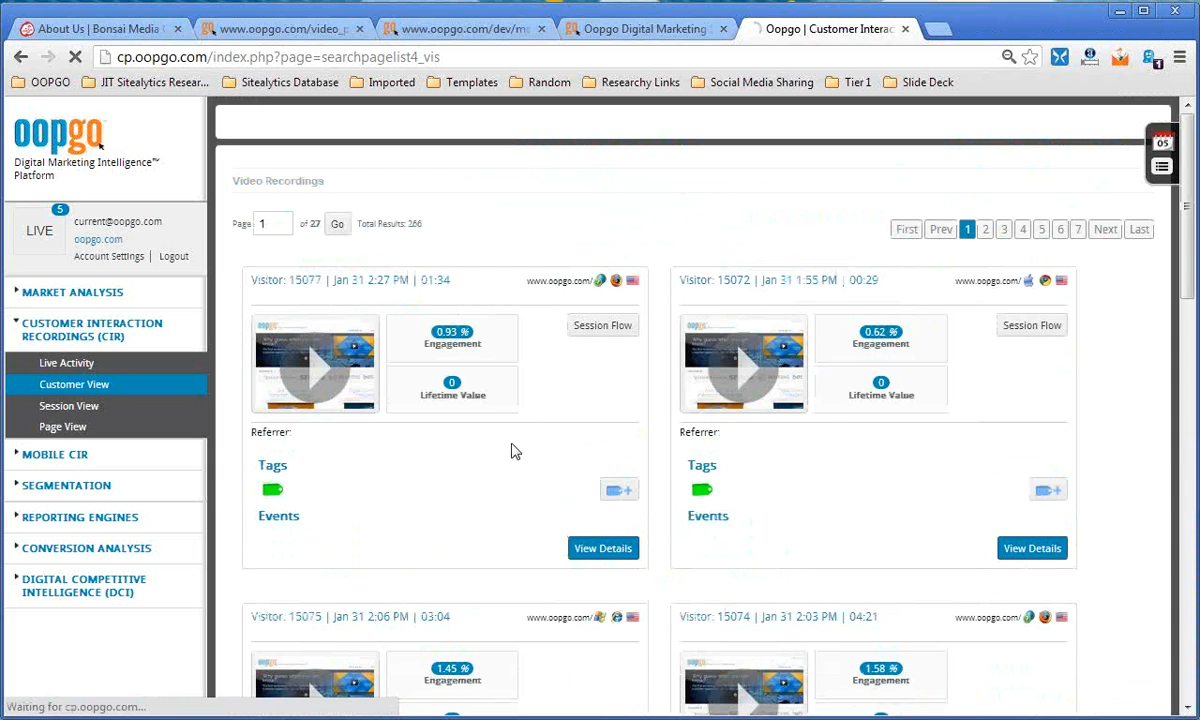 About Us | Bonsai Media
www.oopgo.com/video_p
www.oopgo.com/dev/m
Oopgo Digital Marketing
Oopgo | Customer Interac
cp.oopgo.com/index.php?page=searchpagelist4_vis
1
OOPGO
JIT Sitealytics Resear...
Sitealytics Database
Imported
Templates
Random
Researchy Links
Social Media Sharing
Tier 1
Slide Deck
oopgo
Digital Marketing Intelligence™
Platform
5
LIVE
current@oopgo.com
oopgo.com
Account Settings | Logout
MARKET ANALYSIS
CUSTOMER INTERACTION
RECORDINGS (CIR)
Live Activity
Customer View
Session View
Page View
MOBILE CIR
SEGMENTATION
REPORTING ENGINES
CONVERSION ANALYSIS
DIGITAL COMPETITIVE
INTELLIGENCE (DCI)
05
Video Recordings
Page 1 of 27 Go Total Results: 266
First Prev 1 2 3 4 5 6 7 Next Last
Visitor: 15077 | Jan 31 2:27 PM | 01:34 www.oopgo.com/
oopgo
0.93 %
Engagement
0
Lifetime Value
Session Flow
Referrer:
Tags
Events
View Details
Visitor: 15072 | Jan 31 1:55 PM | 00:29 www.oopgo.com/
oopgo
0.62 %
Engagement
0
Lifetime Value
Session Flow
Referrer:
Tags
Events
View Details
Visitor: 15075 | Jan 31 2:06 PM | 03:04 www.oopgo.com/
oopgo
1.45 %
Engagement
Visitor: 15074 | Jan 31 2:03 PM | 04:21 www.oopgo.com/
oopgo
1.58 %
Engagement
Waiting for cp.oopgo.com...